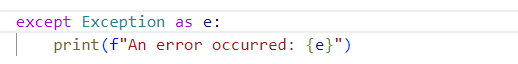 except Exception as e:
    print(f"An error occurred: {e}")